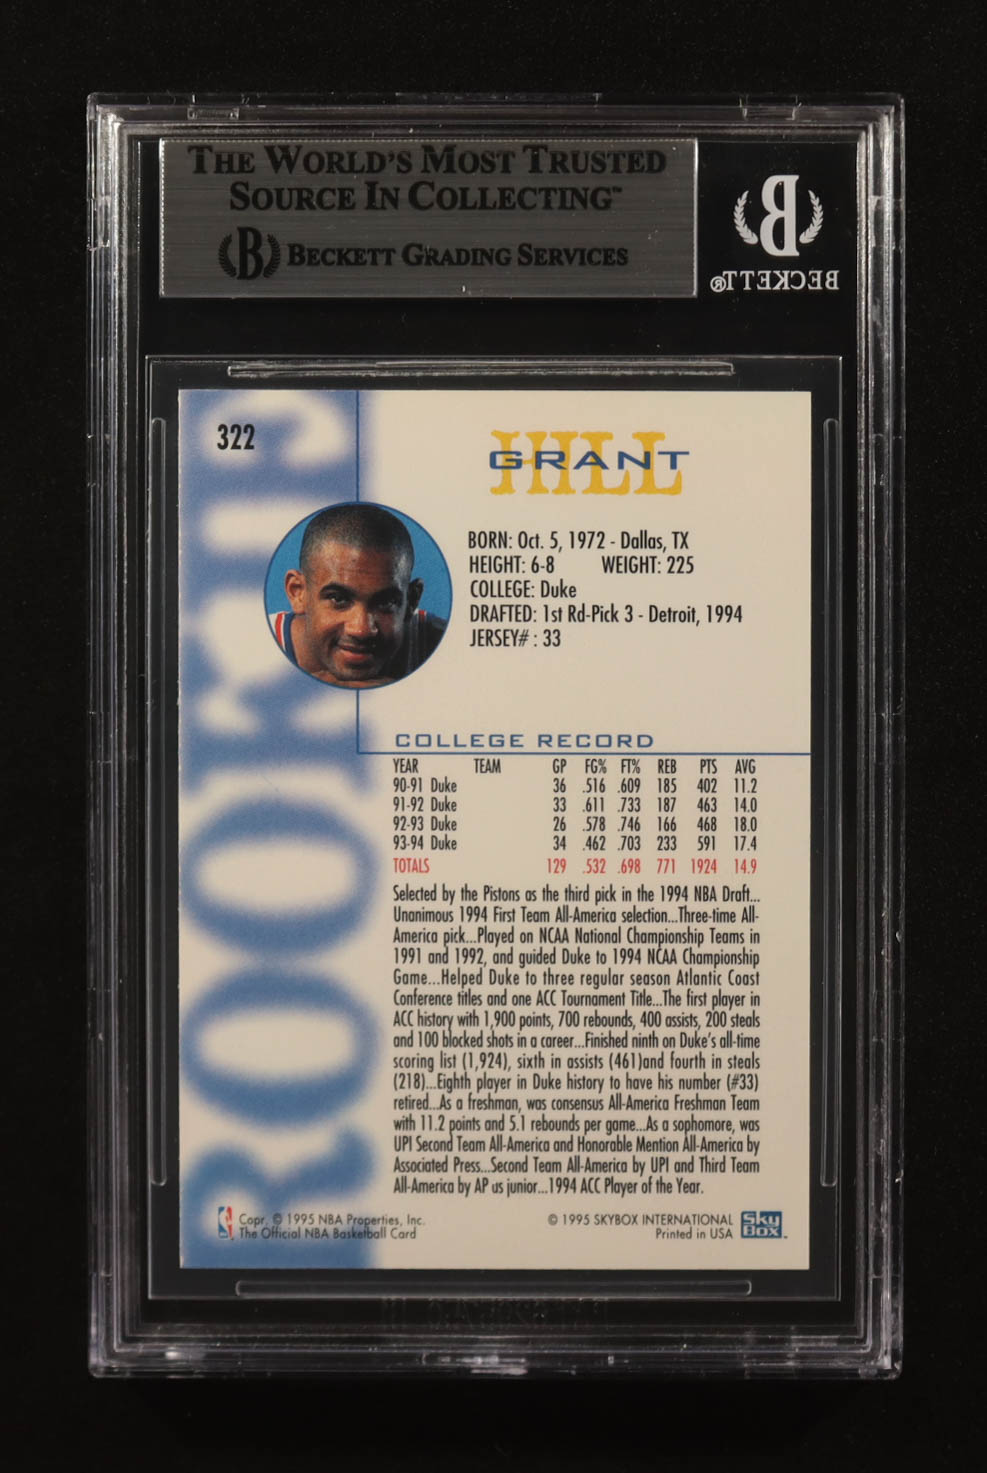 THE WORLD'S MOST TRUSTED
SOURCE IN COLLECTING™
B BECKETT GRADING SERVICES
B
BECKETT®
322
ROOKIE
GRANT
HILL
BORN: Oct. 5, 1972 - Dallas, TX
HEIGHT: 6-8 WEIGHT: 225
COLLEGE: Duke
DRAFTED: 1st Rd-Pick 3 - Detroit, 1994
JERSEY# : 33
COLLEGE RECORD
YEAR TEAM GP FG% FT% REB PTS AVG
90-91 Duke 36 .516 .609 185 402 11.2
91-92 Duke 33 .611 .733 187 463 14.0
92-93 Duke 26 .578 .746 166 468 18.0
93-94 Duke 34 .462 .703 233 591 17.4
TOTALS 129 .532 .698 771 1924 14.9
Selected by the Pistons as the third pick in the 1994 NBA Draft...
Unanimous 1994 First Team All-America selection...Three-time All-
America pick...Played on NCAA National Championship Teams in
1991 and 1992, and guided Duke to 1994 NCAA Championship
Game...Helped Duke to three regular season Atlantic Coast
Conference titles and one ACC Tournament Title...The first player in
ACC history with 1,900 points, 700 rebounds, 400 assists, 200 steals
and 100 blocked shots in a career...Finished ninth on Duke's all-time
scoring list (1,924), sixth in assists (461)and fourth in steals
(218)...Eighth player in Duke history to have his number (#33)
retired...As a freshman, was consensus All-America Freshman Team
with 11.2 points and 5.1 rebounds per game...As a sophomore, was
UPI Second Team All-America and Honorable Mention All-America by
Associated Press...Second Team All-America by UPI and Third Team
All-America by AP us junior...1994 ACC Player of the Year.
Copr. © 1995 NBA Properties, Inc.
The Official NBA Basketball Card
© 1995 SKYBOX INTERNATIONAL
Printed in USA
SkyBox